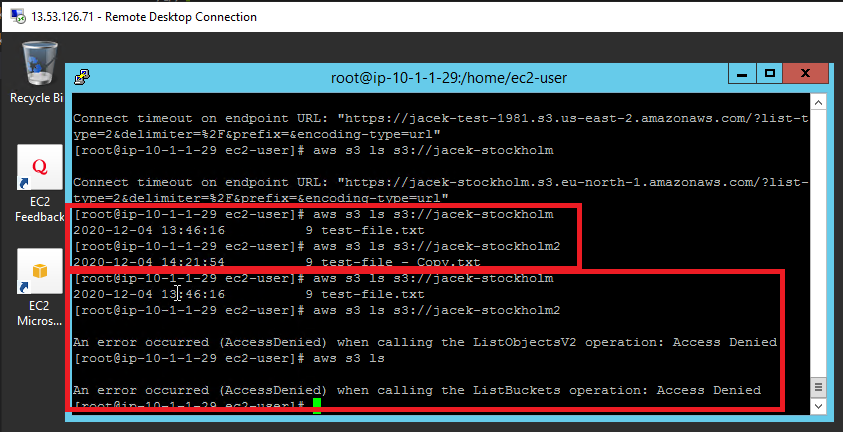 13.53.126.71 - Remote Desktop Connection
Recycle Bi
root@ip-10-1-1-29:/home/ec2-user
Connect timeout on endpoint URL: "https://jacek-test-1981.s3.us-east-2.amazonaws.com/?list-t
ype=2&delimiter=%2F&prefix=&encoding-type=url"
[root@ip-10-1-1-29 ec2-user]# aws s3 ls s3://jacek-stockholm
Connect timeout on endpoint URL: "https://jacek-stockholm.s3.eu-north-1.amazonaws.com/?list-
type=2&delimiter=%2F&prefix=&encoding-type=url"
[root@ip-10-1-1-29 ec2-user]# aws s3 ls s3://jacek-stockholm
2020-12-04 13:46:16          9 test-file.txt
[root@ip-10-1-1-29 ec2-user]# aws s3 ls s3://jacek-stockholm2
2020-12-04 14:21:54          9 test-file - Copy.txt
[root@ip-10-1-1-29 ec2-user]# aws s3 ls s3://jacek-stockholm
2020-12-04 13:46:16          9 test-file.txt
[root@ip-10-1-1-29 ec2-user]# aws s3 ls s3://jacek-stockholm2
An error occurred (AccessDenied) when calling the ListObjectsV2 operation: Access Denied
[root@ip-10-1-1-29 ec2-user]# aws s3 ls
An error occurred (AccessDenied) when calling the ListBuckets operation: Access Denied
[root@ip-10-1-1-29 ec2-user]#
Q
EC2
Feedback
EC2
Micros...